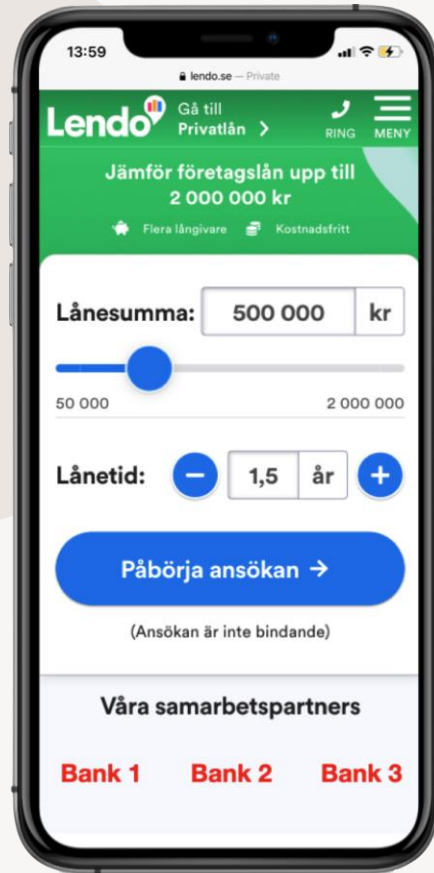 13:59
lendo.se — Private
Lendo
Gå till
Privatlån >
RING
MENY
Jämför företagslån upp till
2 000 000 kr
Flera långivare
Kostnadsfritt
Lånesumma: 500 000 kr
50 000
2 000 000
Lånetid: − 1,5 år +
Påbörja ansökan →
(Ansökan är inte bindande)
Våra samarbetspartners
Bank 1 Bank 2 Bank 3